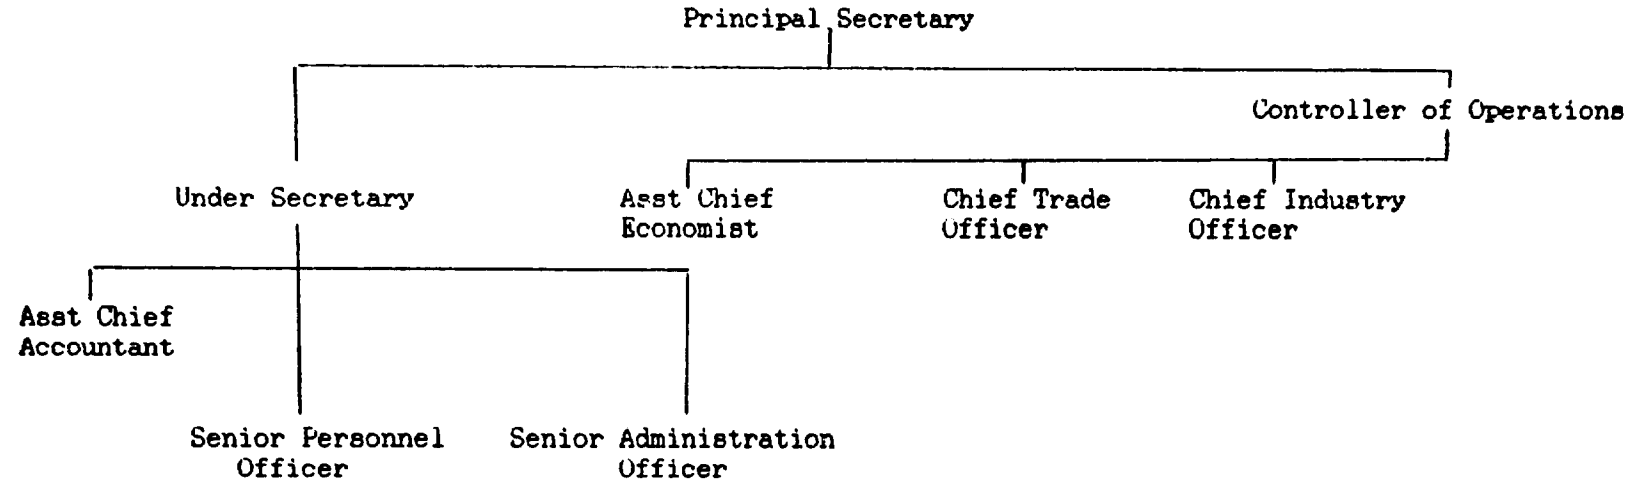 Principal Secretary
Controller of Operations
Under Secretary
Asst Chief
Economist
Chief Trade
Officer
Chief Industry
Officer
Asst Chief
Accountant
Senior Personnel
Officer
Senior Administration
Officer